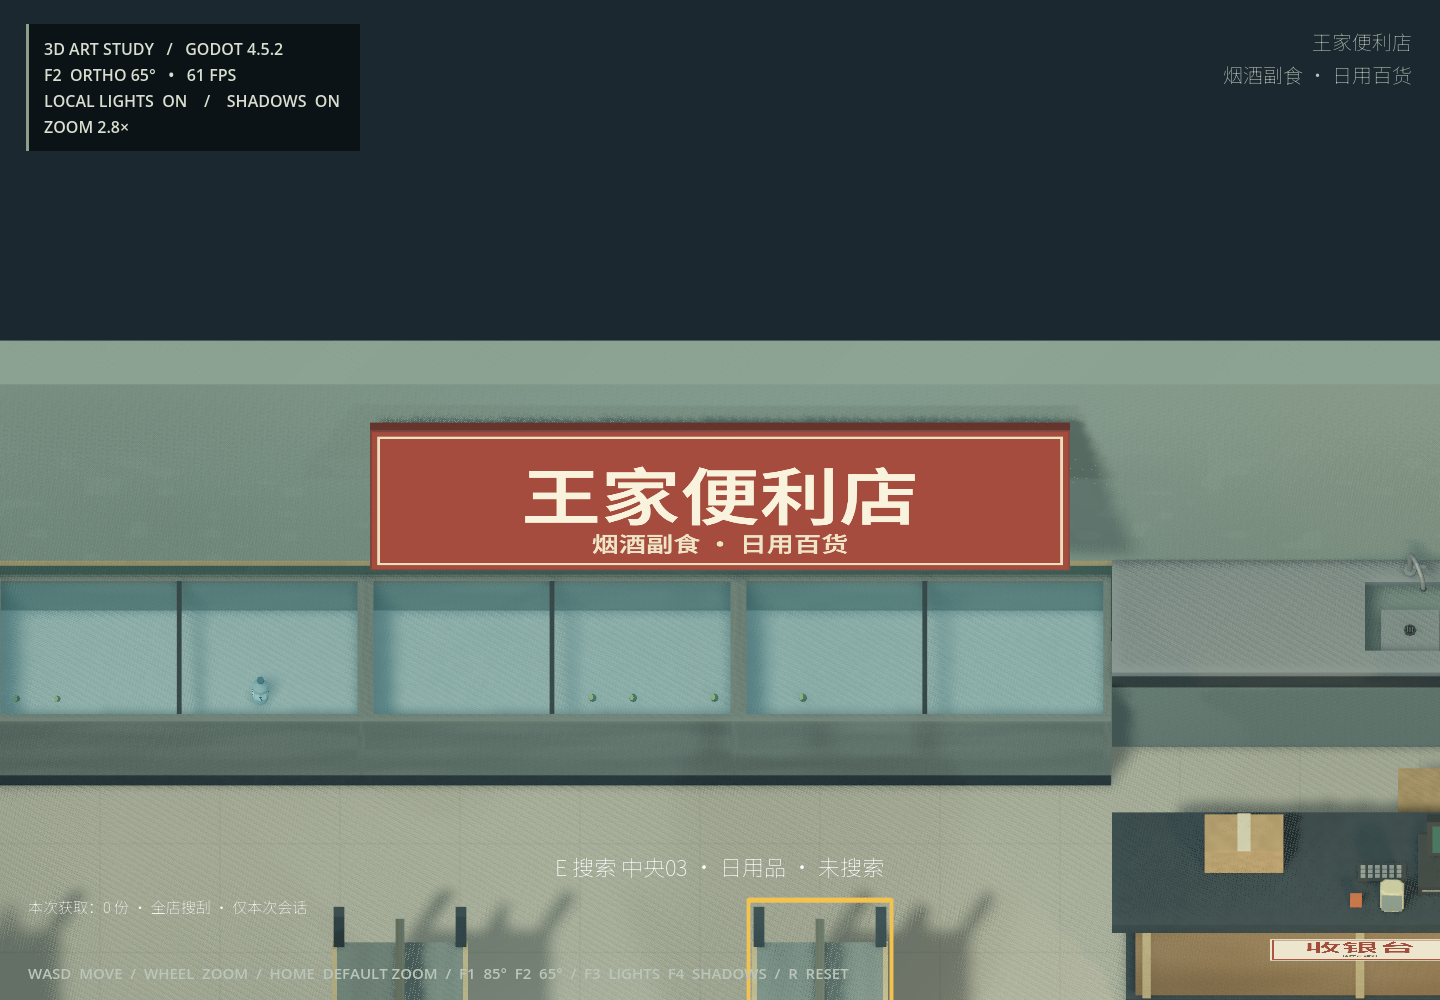 3D ART STUDY / GODOT 4.5.2
F2 ORTHO 65° • 61 FPS
LOCAL LIGHTS ON / SHADOWS ON
ZOOM 2.8×
王家便利店
烟酒副食 · 日用百货
王家便利店
烟酒副食 · 日用百货
E 搜索 中央03 · 日用品 · 未搜索
本次获取：0 份 · 全店搜刮 · 仅本次会话
收银台
WASD MOVE / WHEEL ZOOM / HOME DEFAULT ZOOM / F1 85° F2 65° / F3 LIGHTS F4 SHADOWS / R RESET